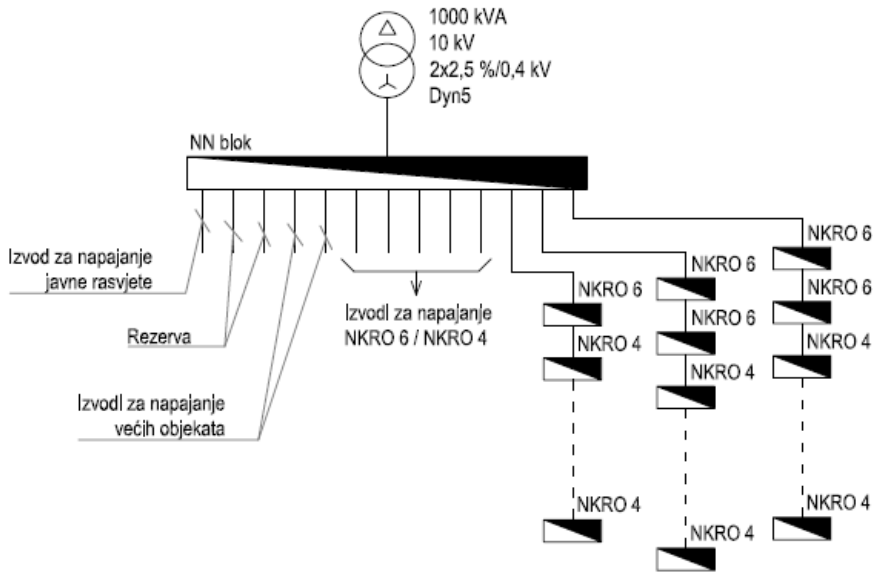 1000 kVA
10 kV
2x2,5 %/0,4 kV
Dyn5
NN blok
Izvod za napajanje
javne rasvjete
Rezerva
Izvodi za napajanje
većih objekata
Izvodi za napajanje
NKRO 6 / NKRO 4
NKRO 6
NKRO 4
NKRO 4
NKRO 6
NKRO 6
NKRO 4
NKRO 4
NKRO 6
NKRO 6
NKRO 4
NKRO 4